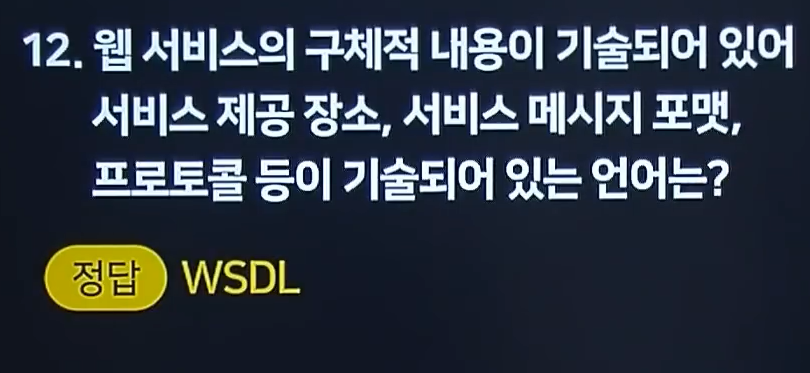 12. 웹 서비스의 구체적 내용이 기술되어 있어
서비스 제공 장소, 서비스 메시지 포맷,
프로토콜 등이 기술되어 있는 언어는?
정답 WSDL